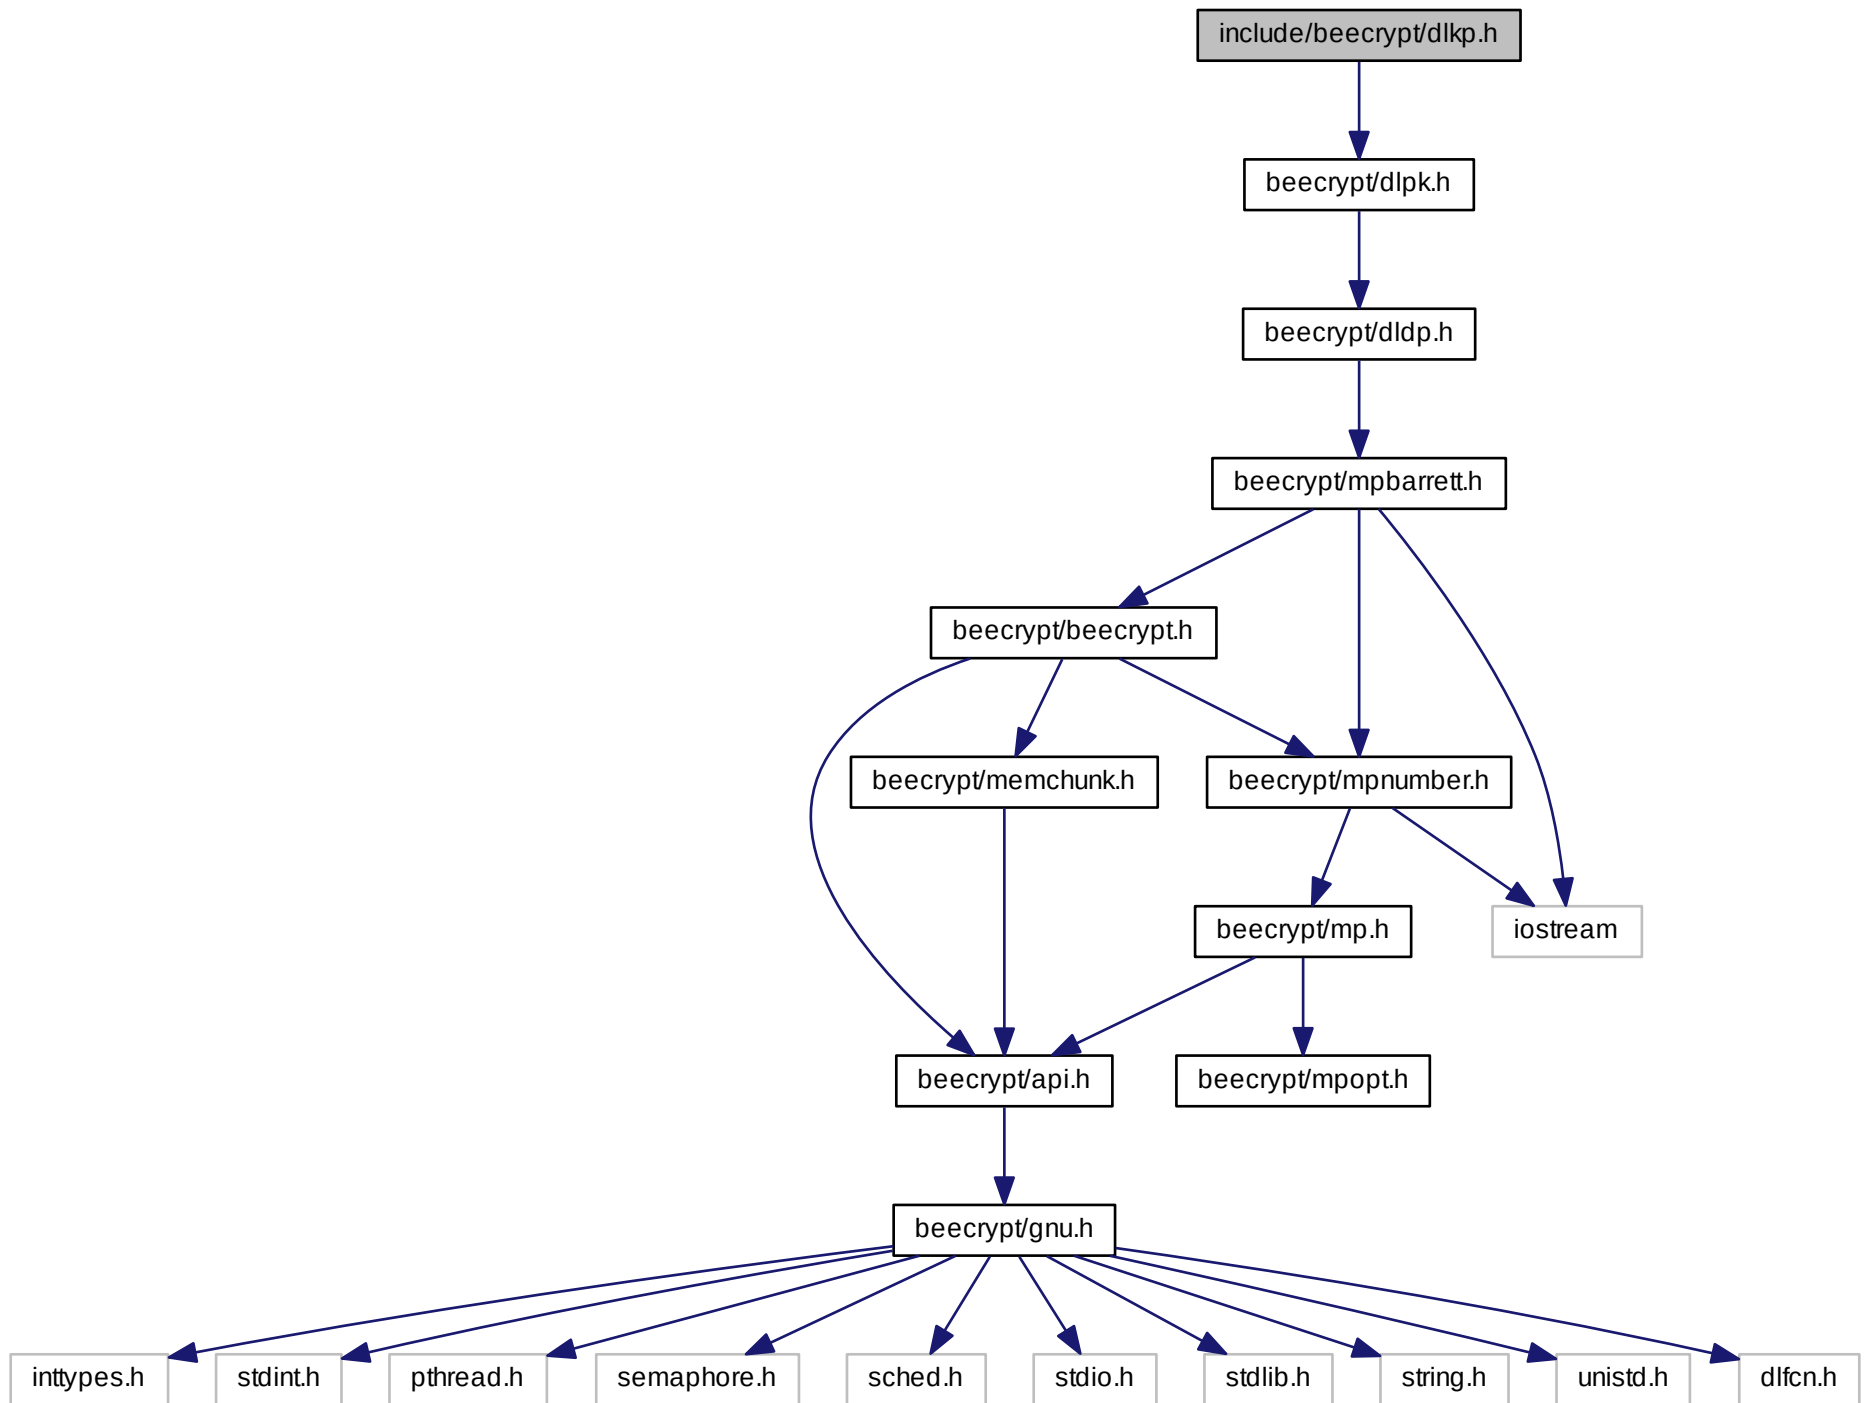 include/beecrypt/dlkp.h
beecrypt/dlpk.h
beecrypt/dldp.h
beecrypt/mpbarrett.h
beecrypt/beecrypt.h
beecrypt/memchunk.h
beecrypt/mpnumber.h
beecrypt/mp.h
iostream
beecrypt/api.h
beecrypt/mpopt.h
beecrypt/gnu.h
inttypes.h
stdint.h
pthread.h
semaphore.h
sched.h
stdio.h
stdlib.h
string.h
unistd.h
dlfcn.h